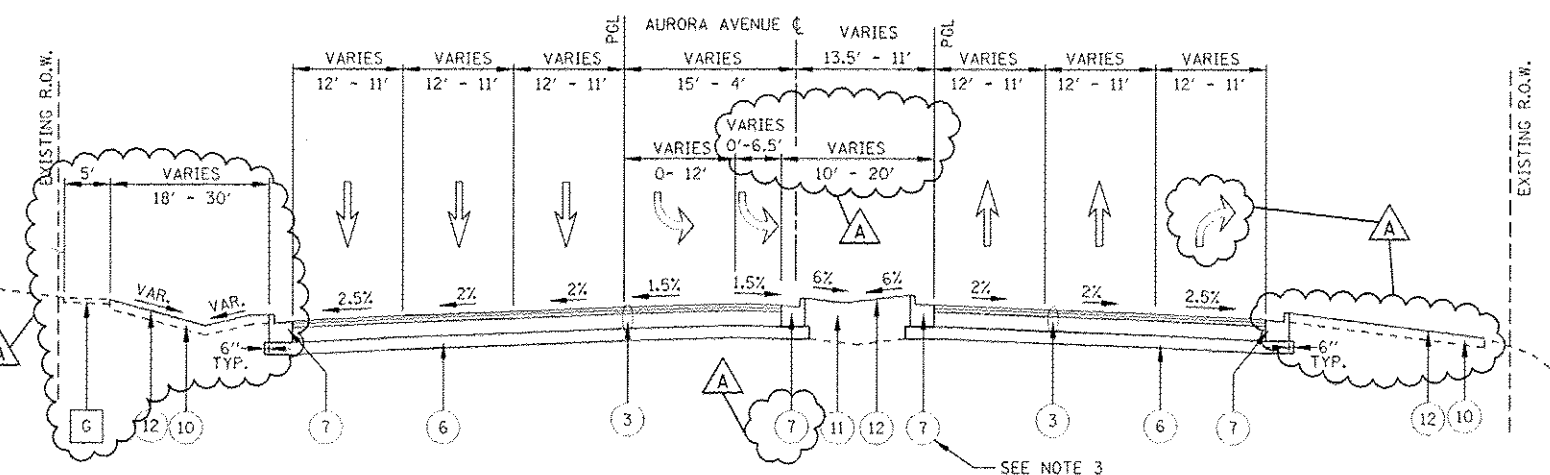 PGL AURORA AVENUE ℄ VARIES PGL
13.5' - 11'
VARIES VARIES VARIES VARIES VARIES VARIES VARIES
12' - 11' 12' - 11' 12' - 11' 15' - 4' 12' - 11' 12' - 11' 12' - 11'
EXISTING R.O.W.
EXISTING R.O.W.
VARIES
0'-6.5'
VARIES VARIES
0- 12' 10' - 20'
5' VARIES
18' - 30'
A A
VAR. VAR. 2.5% 2% 2% 1.5% 1.5% 6% 6% 2% 2% 2.5%
A
6" 6"
TYP. TYP.
A
G 12 10 7 6 3 7 11 12 7 3 6 7 12 10
SEE NOTE 3